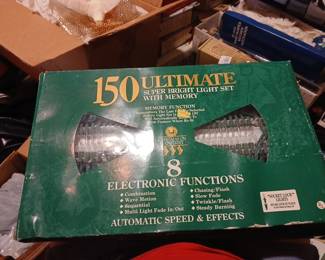 150 ULTIMATE
SUPER BRIGHT LIGHT SET
WITH MEMORY
MEMORY FUNCTION
8
ELECTRONIC FUNCTIONS
• Combination
• Wave Motion
• Sequential
• Multi Light Fade In Out
• Chasing/Flash
• Slow Fade
• Twinkle/Flash
• Steady Burning
AUTOMATIC SPEED & EFFECTS
LIGHTS